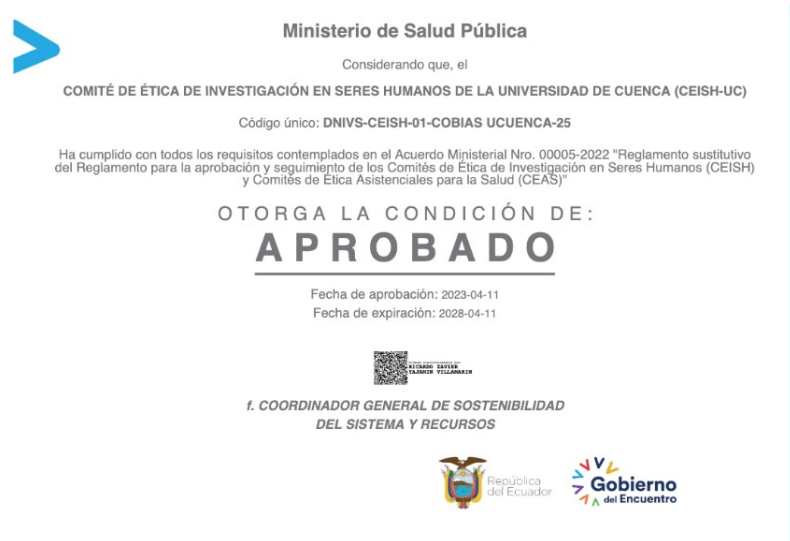 Ministerio de Salud Pública
Considerando que, el
COMITÉ DE ÉTICA DE INVESTIGACIÓN EN SERES HUMANOS DE LA UNIVERSIDAD DE CUENCA (CEISH-UC)
Código único: DNIVS-CEISH-01-COBIAS UCUENCA-25
Ha cumplido con todos los requisitos contemplados en el Acuerdo Ministerial Nro. 00005-2022 "Reglamento sustitutivo
del Reglamento para la aprobación y seguimiento de los Comités de Ética de Investigación en Seres Humanos (CEISH)
y Comités de Ética Asistenciales para la Salud (CEAS)"
OTORGA LA CONDICIÓN DE:
APROBADO
Fecha de aprobación: 2023-04-11
Fecha de expiración: 2028-04-11
RICARDO XAVIER
YAJAMIN VILLAMARIN
f. COORDINADOR GENERAL DE SOSTENIBILIDAD
DEL SISTEMA Y RECURSOS
República
del Ecuador
Gobierno
del Encuentro